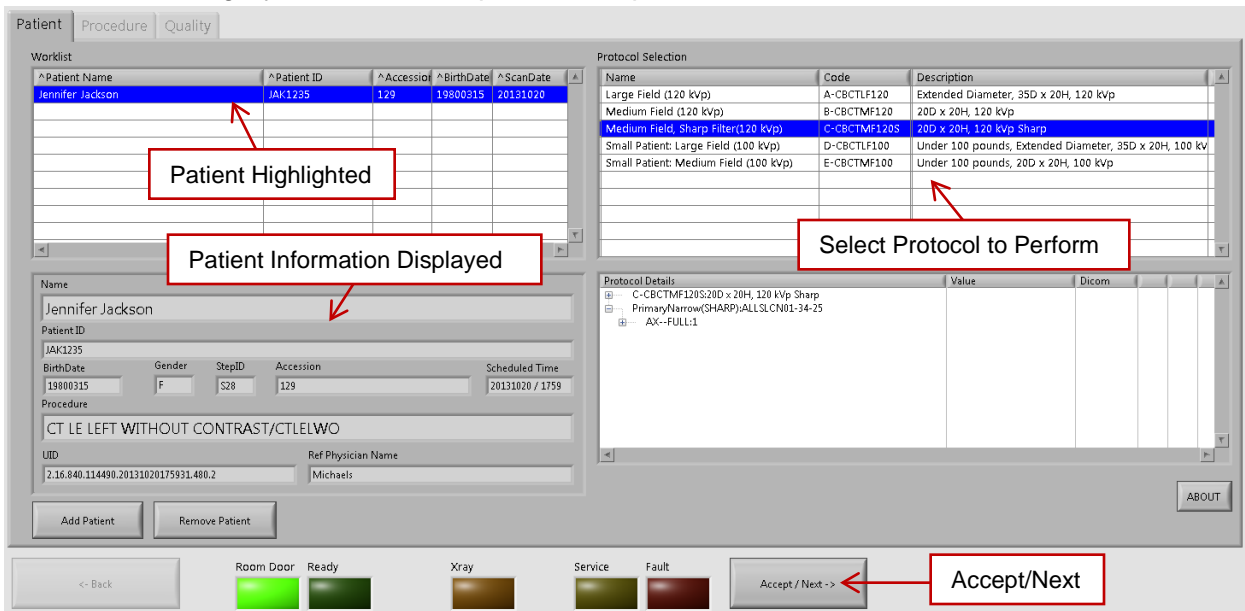 Patient Procedure Quality
Worklist
^Patient Name ^Patient ID ^Accession ^BirthDate ^ScanDate
Jennifer Jackson JAK1235 129 19800315 20131020
Patient Highlighted
Patient Information Displayed
Protocol Selection
Name Code Description
Large Field (120 kVp) A-CBCTLF120 Extended Diameter, 35D x 20H, 120 kVp
Medium Field (120 kVp) B-CBCTMF120 20D x 20H, 120 kVp
Medium Field, Sharp Filter(120 kVp) C-CBCTMF120S 20D x 20H, 120 kVp Sharp
Small Patient: Large Field (100 kVp) D-CBCTLF100 Under 100 pounds, Extended Diameter, 35D x 20H, 100 kV
Small Patient: Medium Field (100 kVp) E-CBCTMF100 Under 100 pounds, 20D x 20H, 100 kVp
Select Protocol to Perform
Name
Jennifer Jackson
Patient ID
JAK1235
BirthDate Gender StepID Accession Scheduled Time
19800315 F S28 129 20131020 / 1759
Procedure
CT LE LEFT WITHOUT CONTRAST/CTLELWO
UID Ref Physician Name
2.16.840.114490.20131020175931.480.2 Michaels
Add Patient Remove Patient
Protocol Details Value Dicom
C-CBCTMF120S:20D x 20H, 120 kVp Sharp
PrimaryNarrow(SHARP):ALLSLCN01-34-25
AX--FULL:1
ABOUT
<- Back
Room Door Ready Xray Service Fault
Accept / Next ->
Accept/Next